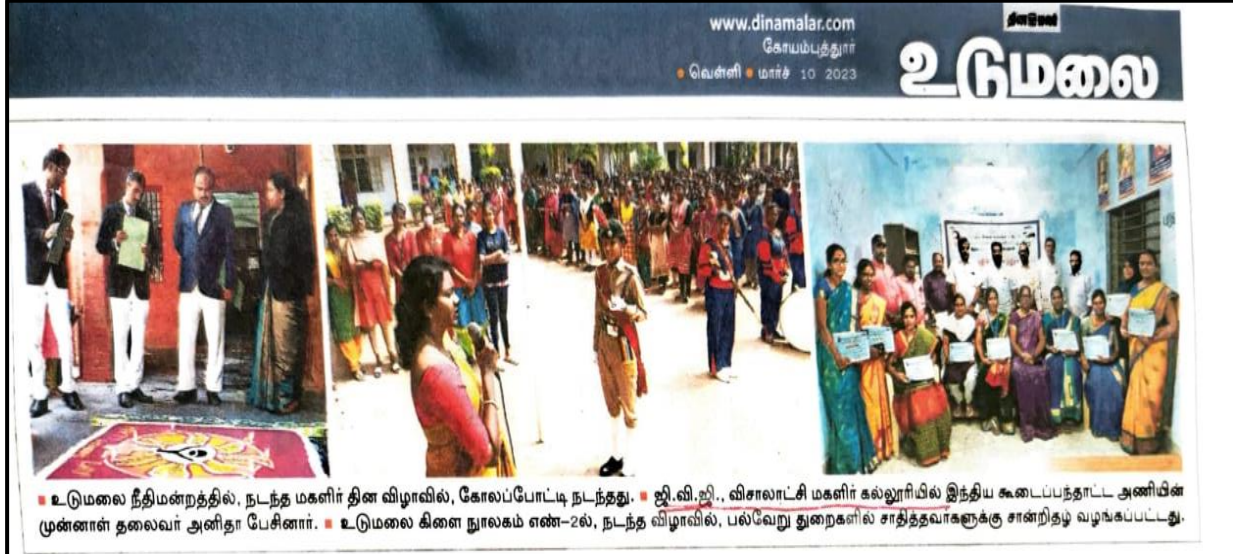 www.dinamalar.com
கோயம்புத்தூர்
• வெள்ளி • மார்ச் 10 2023
தினமலர்
உடுமலை
▪ உடுமலை நீதிமன்றத்தில், நடந்த மகளிர் தின விழாவில், கோலப்போட்டி நடந்தது. ▪ ஜி.வி.ஜி., விசாலாட்சி மகளிர் கல்லூரியில் இந்திய கூடைப்பந்தாட்ட அணியின்
முன்னாள் தலைவர் அனிதா பேசினார். ▪ உடுமலை கிளை நூலகம் எண்-2ல், நடந்த விழாவில், பல்வேறு துறைகளில் சாதித்தவர்களுக்கு சான்றிதழ் வழங்கப்பட்டது.